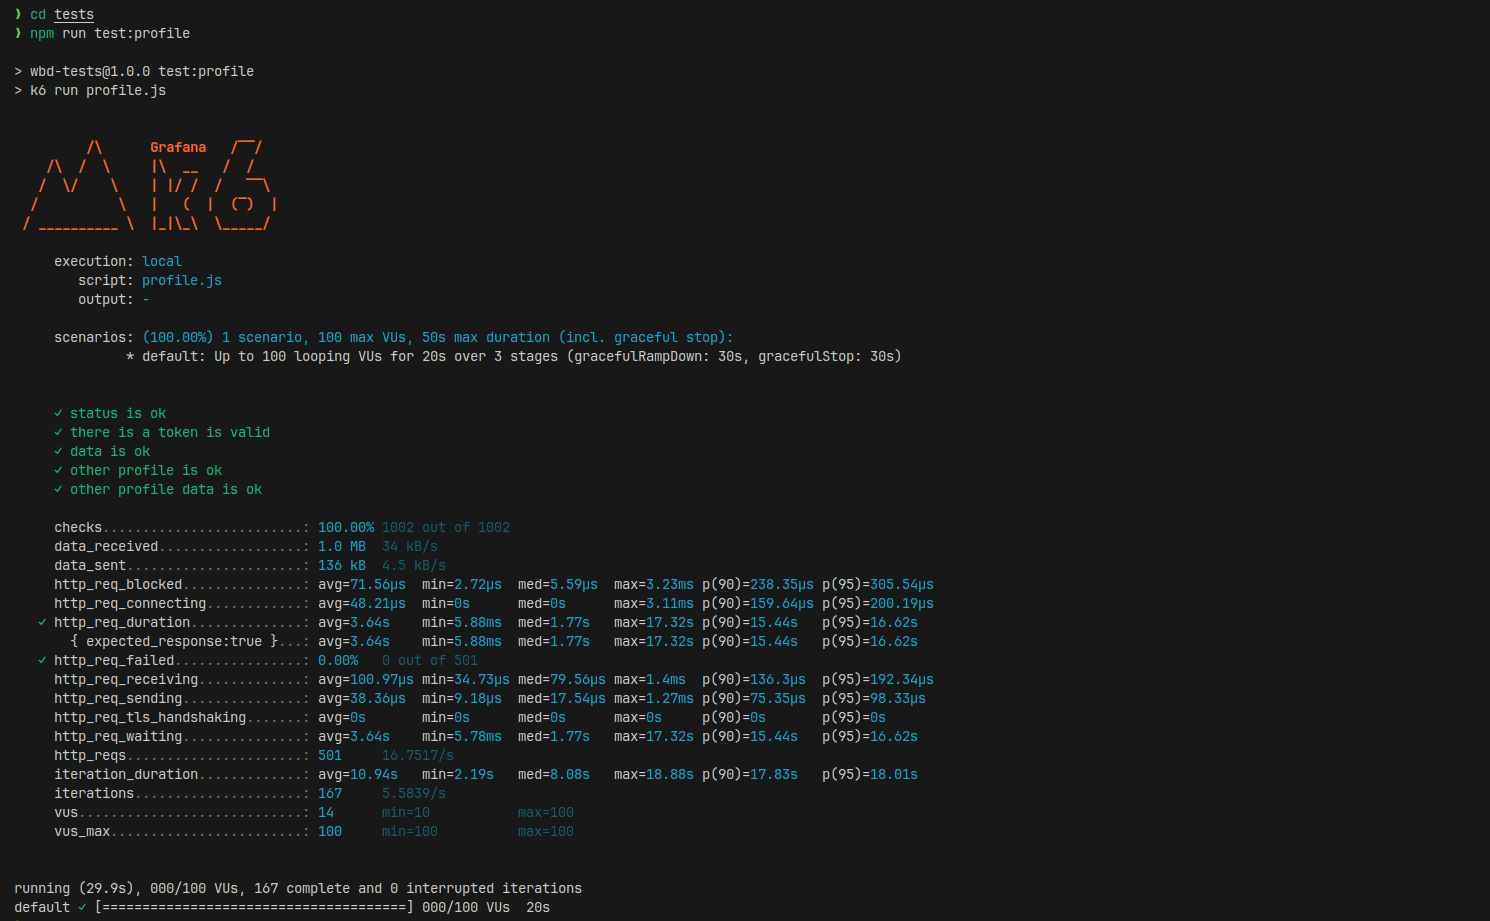 ❯ cd tests
❯ npm run test:profile
> wbd-tests@1.0.0 test:profile
> k6 run profile.js
Grafana
execution: local
script: profile.js
output: -
scenarios: (100.00%) 1 scenario, 100 max VUs, 50s max duration (incl. graceful stop):
* default: Up to 100 looping VUs for 20s over 3 stages (gracefulRampDown: 30s, gracefulStop: 30s)
✓ status is ok
✓ there is a token is valid
✓ data is ok
✓ other profile is ok
✓ other profile data is ok
checks.........................: 100.00% 1002 out of 1002
data_received..................: 1.0 MB  34 kB/s
data_sent......................: 136 kB  4.5 kB/s
http_req_blocked...............: avg=71.56µs  min=2.72µs  med=5.59µs  max=3.23ms p(90)=238.35µs p(95)=305.54µs
http_req_connecting............: avg=48.21µs  min=0s      med=0s      max=3.11ms p(90)=159.64µs p(95)=200.19µs
✓ http_req_duration..............: avg=3.64s    min=5.88ms  med=1.77s   max=17.32s p(90)=15.44s   p(95)=16.62s
{ expected_response:true }...: avg=3.64s    min=5.88ms  med=1.77s   max=17.32s p(90)=15.44s   p(95)=16.62s
✓ http_req_failed................: 0.00%   0 out of 501
http_req_receiving.............: avg=100.97µs min=34.73µs med=79.56µs max=1.4ms  p(90)=136.3µs  p(95)=192.34µs
http_req_sending...............: avg=38.36µs  min=9.18µs  med=17.54µs max=1.27ms p(90)=75.35µs  p(95)=98.33µs
http_req_tls_handshaking.......: avg=0s       min=0s      med=0s      max=0s     p(90)=0s       p(95)=0s
http_req_waiting...............: avg=3.64s    min=5.78ms  med=1.77s   max=17.32s p(90)=15.44s   p(95)=16.62s
http_reqs......................: 501     16.7517/s
iteration_duration.............: avg=10.94s   min=2.19s   med=8.08s   max=18.88s p(90)=17.83s   p(95)=18.01s
iterations.....................: 167     5.5839/s
vus............................: 14      min=10           max=100
vus_max........................: 100     min=100          max=100
running (29.9s), 000/100 VUs, 167 complete and 0 interrupted iterations
default ✓ [======================================] 000/100 VUs  20s